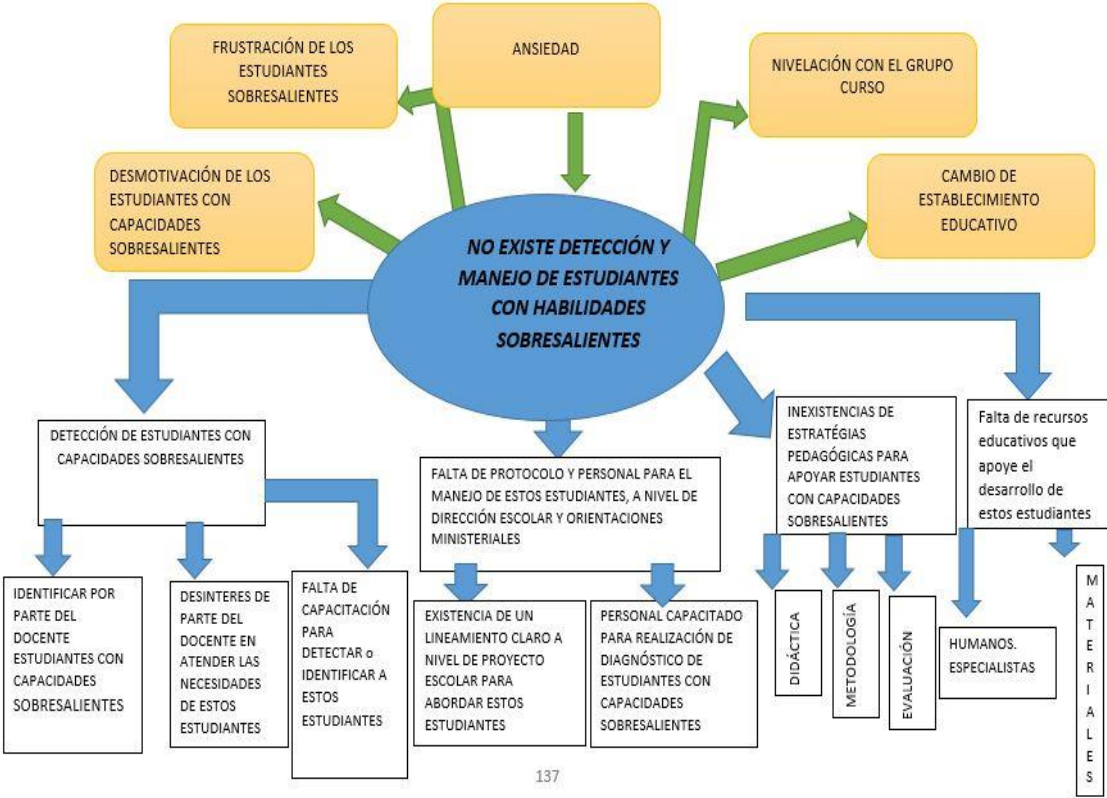 FRUSTRACIÓN DE LOS
ESTUDIANTES
SOBRESALIENTES
ANSIEDAD
NIVELACIÓN CON EL GRUPO
CURSO
DESMOTIVACIÓN DE LOS
ESTUDIANTES CON
CAPACIDADES
SOBRESALIENTES
CAMBIO DE
ESTABLECIMIENTO
EDUCATIVO
NO EXISTE DETECCIÓN Y
MANEJO DE ESTUDIANTES
CON HABILIDADES
SOBRESALIENTES
DETECCIÓN DE ESTUDIANTES CON
CAPACIDADES SOBRESALIENTES
FALTA DE PROTOCOLO Y PERSONAL PARA EL
MANEJO DE ESTOS ESTUDIANTES, A NIVEL DE
DIRECCIÓN ESCOLAR Y ORIENTACIONES
MINISTERIALES
INEXISTENCIAS DE
ESTRATÉGIAS
PEDAGÓGICAS PARA
APOYAR ESTUDIANTES
CON CAPACIDADES
SOBRESALIENTES
Falta de recursos
educativos que
apoye el
desarrollo de
estos estudiantes
IDENTIFICAR POR
PARTE DEL
DOCENTE
ESTUDIANTES CON
CAPACIDADES
SOBRESALIENTES
DESINTERES DE
PARTE DEL
DOCENTE EN
ATENDER LAS
NECESIDADES
DE ESTOS
ESTUDIANTES
FALTA DE
CAPACITACIÓN
PARA
DETECTAR o
IDENTIFICAR A
ESTOS
ESTUDIANTES
EXISTENCIA DE UN
LINEAMIENTO CLARO A
NIVEL DE PROYECTO
ESCOLAR PARA
ABORDAR ESTOS
ESTUDIANTES
PERSONAL CAPACITADO
PARA REALIZACIÓN DE
DIAGNÓSTICO DE
ESTUDIANTES CON
CAPACIDADES
SOBRESALIENTES
DIDÁCTICA
METODOLOGÍA
EVALUACIÓN
HUMANOS.
ESPECIALISTAS
MATERIALES
137